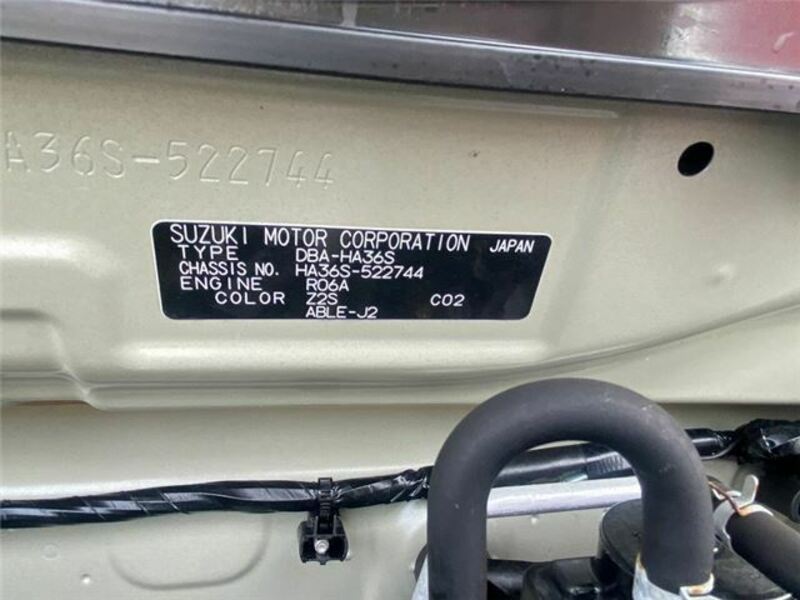 A36S-522744
SUZUKI MOTOR CORPORATION JAPAN
TYPE DBA-HA36S
CHASSIS NO. HA36S-522744
ENGINE R06A
COLOR Z2S C02
ABLE-J2